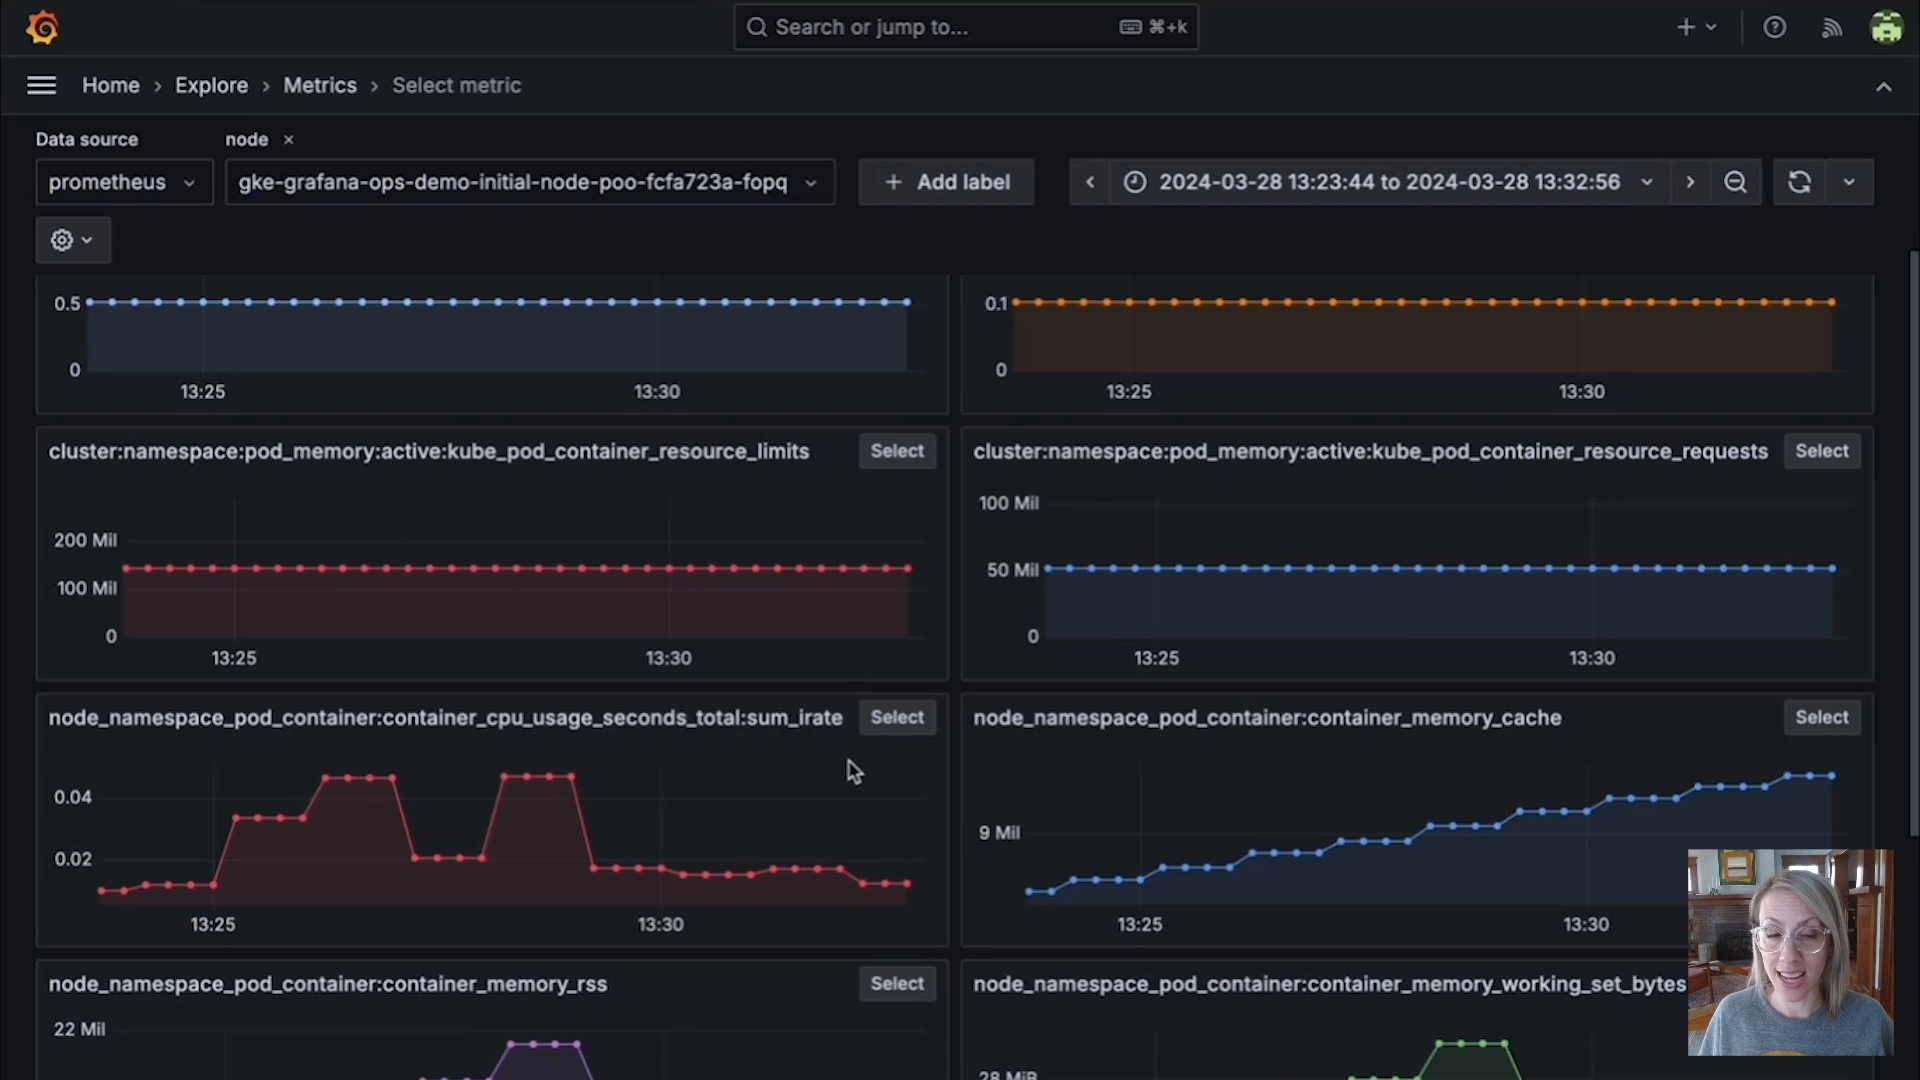 Search or jump to...
⌘+k
Home › Explore › Metrics › Select metric
Data source
node ×
prometheus
gke-grafana-ops-demo-initial-node-poo-fcfa723a-fopq
+ Add label
2024-03-28 13:23:44 to 2024-03-28 13:32:56
0.5
0
13:25
13:30
0.1
0
13:25
13:30
cluster:namespace:pod_memory:active:kube_pod_container_resource_limits
Select
200 Mil
100 Mil
0
13:25
13:30
cluster:namespace:pod_memory:active:kube_pod_container_resource_requests
Select
100 Mil
50 Mil
0
13:25
13:30
node_namespace_pod_container:container_cpu_usage_seconds_total:sum_irate
Select
0.04
0.02
13:25
13:30
node_namespace_pod_container:container_memory_cache
Select
9 Mil
13:25
13:30
node_namespace_pod_container:container_memory_rss
Select
22 Mil
node_namespace_pod_container:container_memory_working_set_bytes
28 MiB